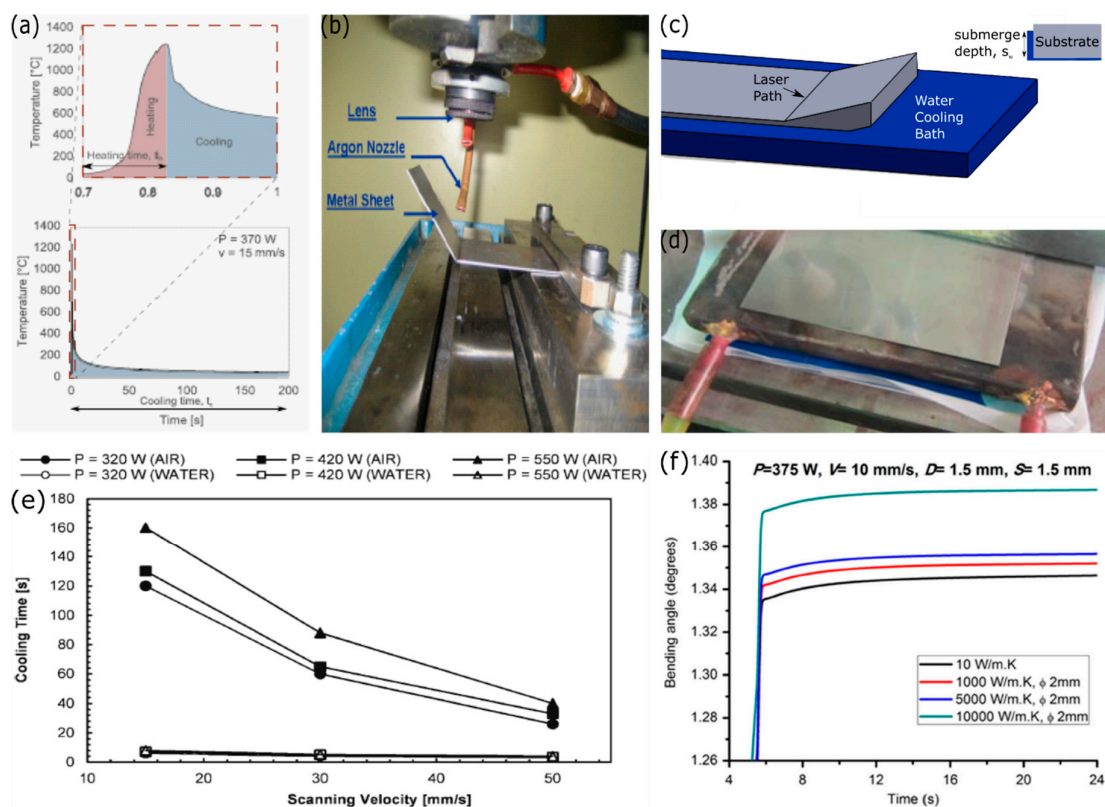 (a)
1400
1200
1000
800
600
400
200
0
Temperature [°C]
Heating
Cooling
Heating time, tₕ
0.7 0.8 0.9 1
1400
1200
1000
800
600
400
200
0
Temperature [°C]
P = 370 W
v = 15 mm/s
0 50 100 150 200
Cooling time, t
Time [s]
(b)
Lens
Argon Nozzle
Metal Sheet
(c)
submerge
depth, s
Substrate
Laser
Path
Water
Cooling
Bath
(d)
P = 320 W (AIR) P = 420 W (AIR) P = 550 W (AIR)
P = 320 W (WATER) P = 420 W (WATER) P = 550 W (WATER)
(e)
180
160
140
120
100
80
60
40
20
0
Cooling Time [s]
10 20 30 40 50
Scanning Velocity [mm/s]
(f)
P=375 W, V= 10 mm/s, D= 1.5 mm, S= 1.5 mm
1.40
1.38
1.36
1.34
1.32
1.30
1.28
1.26
Bending angle (degrees)
10 W/m.K
1000 W/m.K, ϕ 2mm
5000 W/m.K, ϕ 2mm
10000 W/m.K, ϕ 2mm
4 8 12 16 20 24
Time (s)